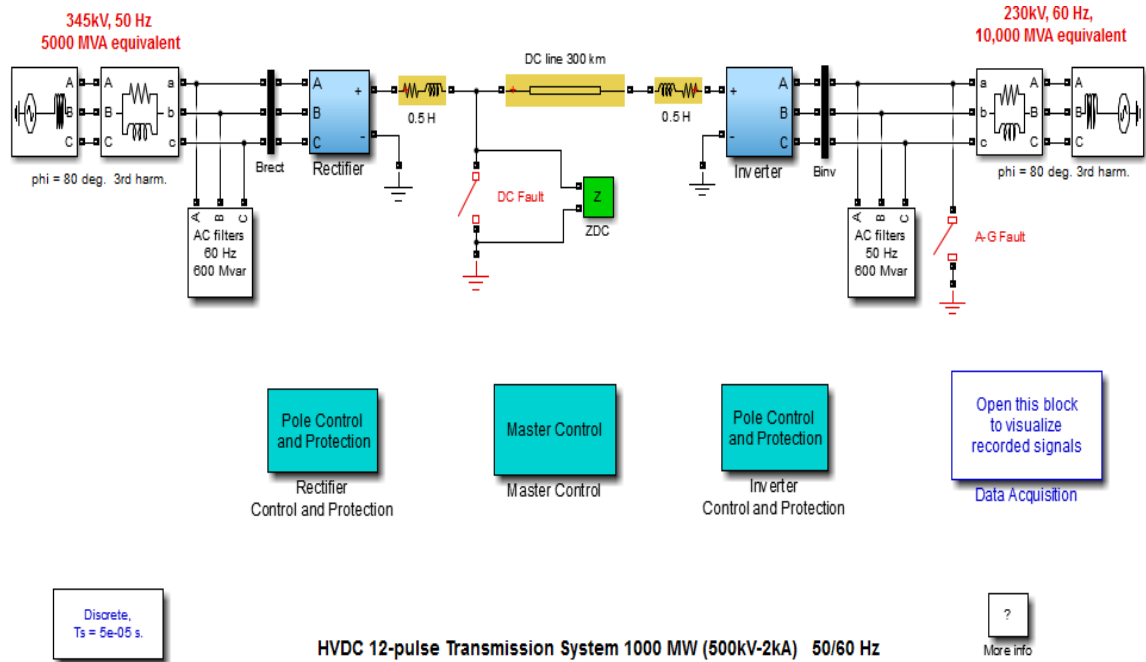 345kV, 50 Hz
5000 MVA equivalent
230kV, 60 Hz,
10,000 MVA equivalent
DC line 300 km
A
B
C
A
B
C
a
b
c
A
B
C
+
-
0.5 H
0.5 H
+
-
A
B
C
a
b
c
A
B
C
A
B
C
phi = 80 deg. 3rd harm.
Brect
Rectifier
DC Fault
Z
ZDC
Inverter
Binv
phi = 80 deg. 3rd harm.
A
B
C
AC filters
60 Hz
600 Mvar
A
B
C
AC filters
50 Hz
600 Mvar
A-G Fault
Pole Control
and Protection
Rectifier
Control and Protection
Master Control
Master Control
Pole Control
and Protection
Inverter
Control and Protection
Open this block
to visualize
recorded signals
Data Acquisition
Discrete,
Ts = 5e-05 s.
?
More info
HVDC 12-pulse Transmission System 1000 MW (500kV-2kA) 50/60 Hz